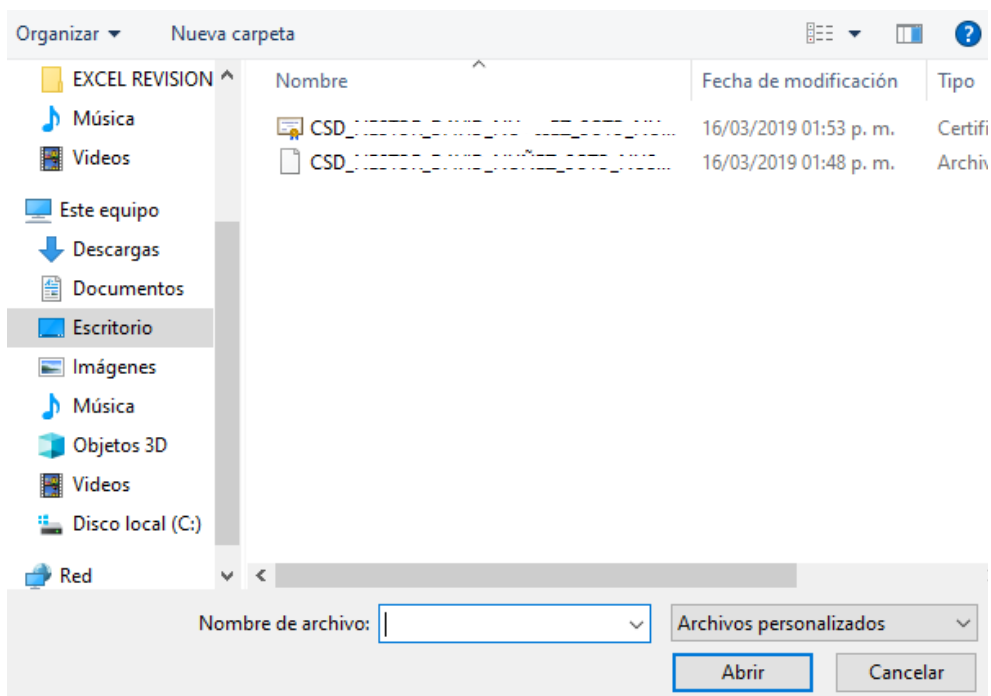 Organizar Nueva carpeta
EXCEL REVISION
Música
Videos
Este equipo
Descargas
Documentos
Escritorio
Imágenes
Música
Objetos 3D
Videos
Disco local (C:)
Red
Nombre Fecha de modificación Tipo
CSD_ 16/03/2019 01:53 p. m. Certifi
CSD_ 16/03/2019 01:48 p. m. Archiv
Nombre de archivo: Archivos personalizados
Abrir Cancelar